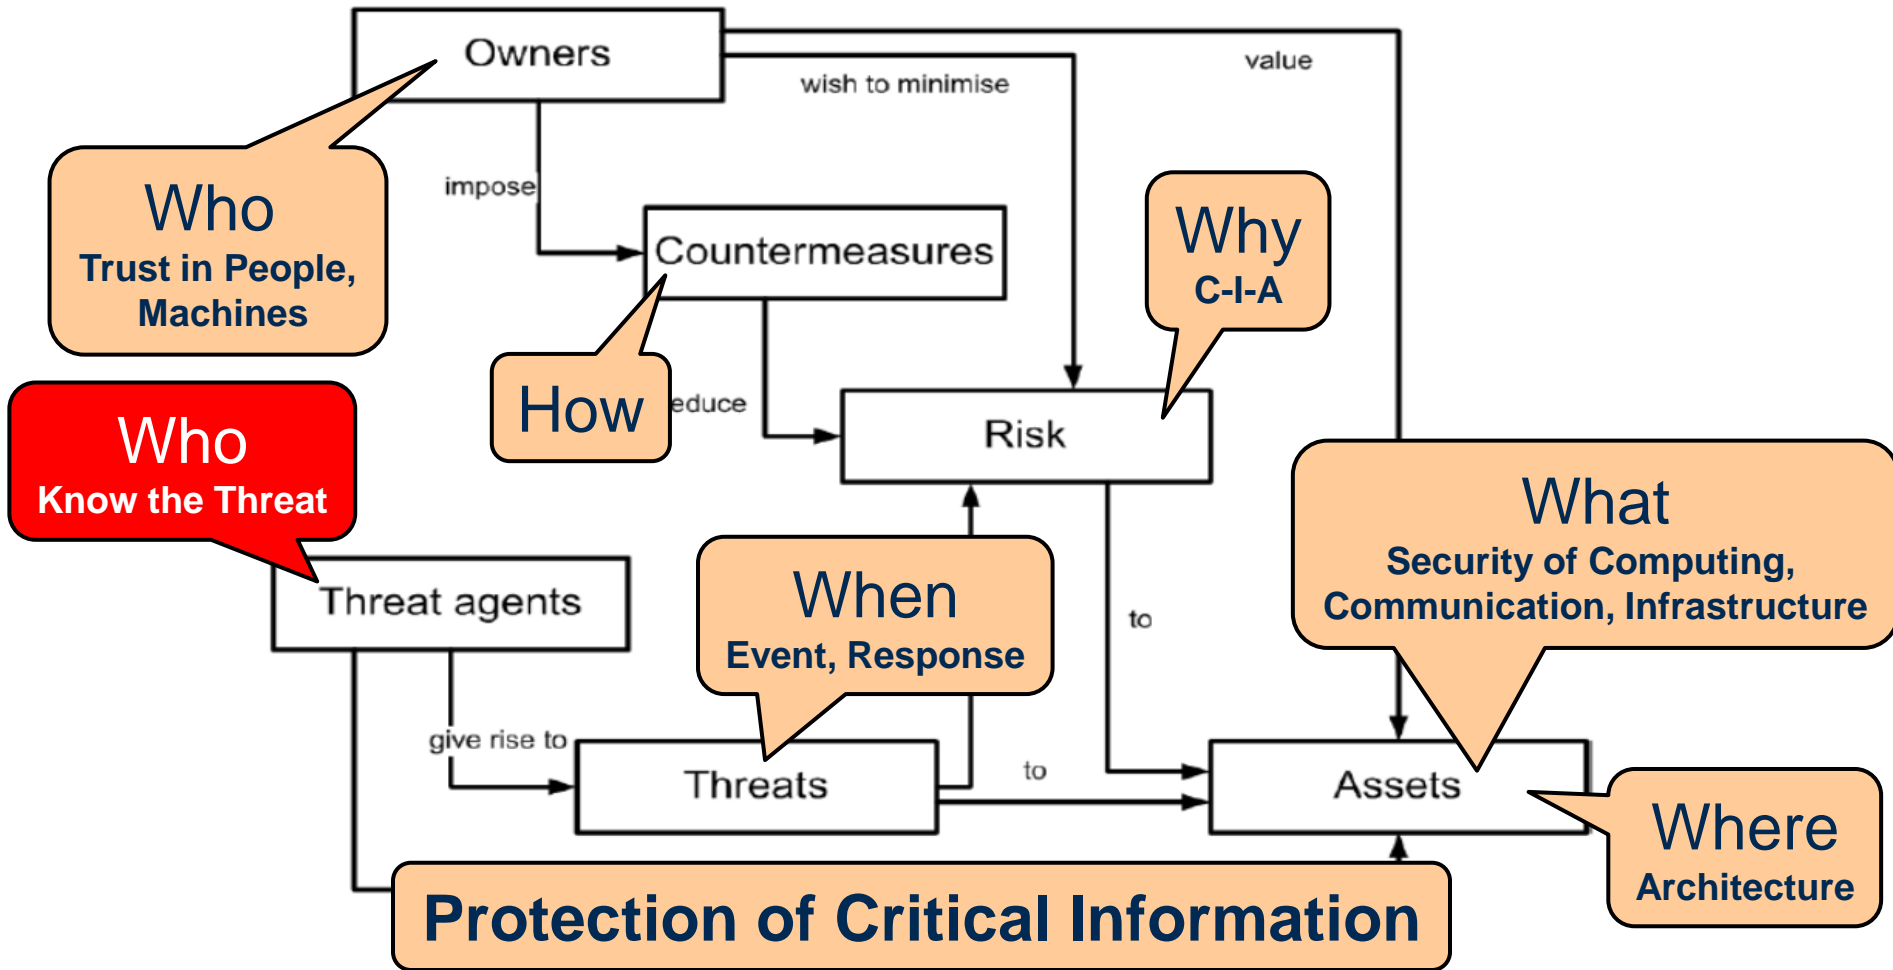 Owners
value
wish to minimise
Who
Trust in People,
Machines
impose
Countermeasures
Why
C-I-A
How
educe
Risk
Who
Know the Threat
Threat agents
When
Event, Response
to
What
Security of Computing,
Communication, Infrastructure
give rise to
Threats
to
Assets
Where
Architecture
Protection of Critical Information